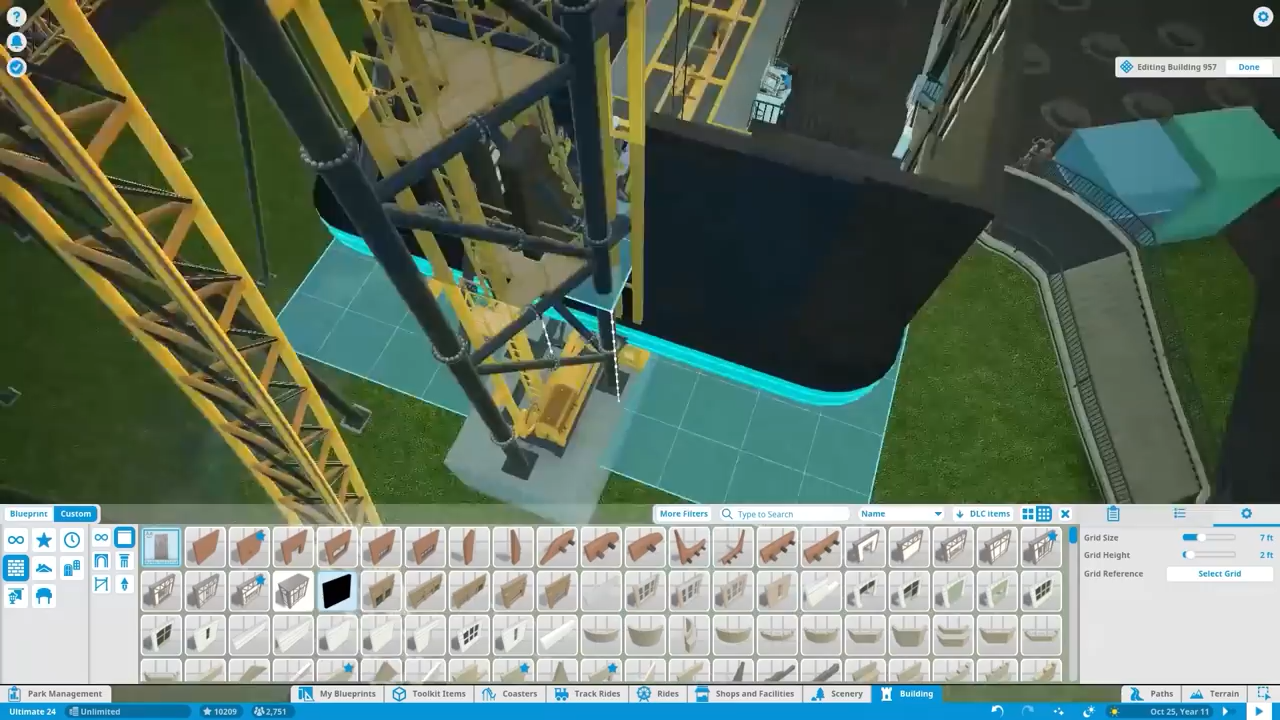 Editing Building 957 Done
Blueprint Custom
More Filters Type to Search Name DLC items
Grid Size 7 ft
Grid Height 2 ft
Grid Reference Select Grid
Park Management My Blueprints Toolkit Items Coasters Track Rides Rides Shops and Facilities Scenery Building Paths Terrain
Ultimate 24 Unlimited 10209 2,751 Oct 25, Year 11